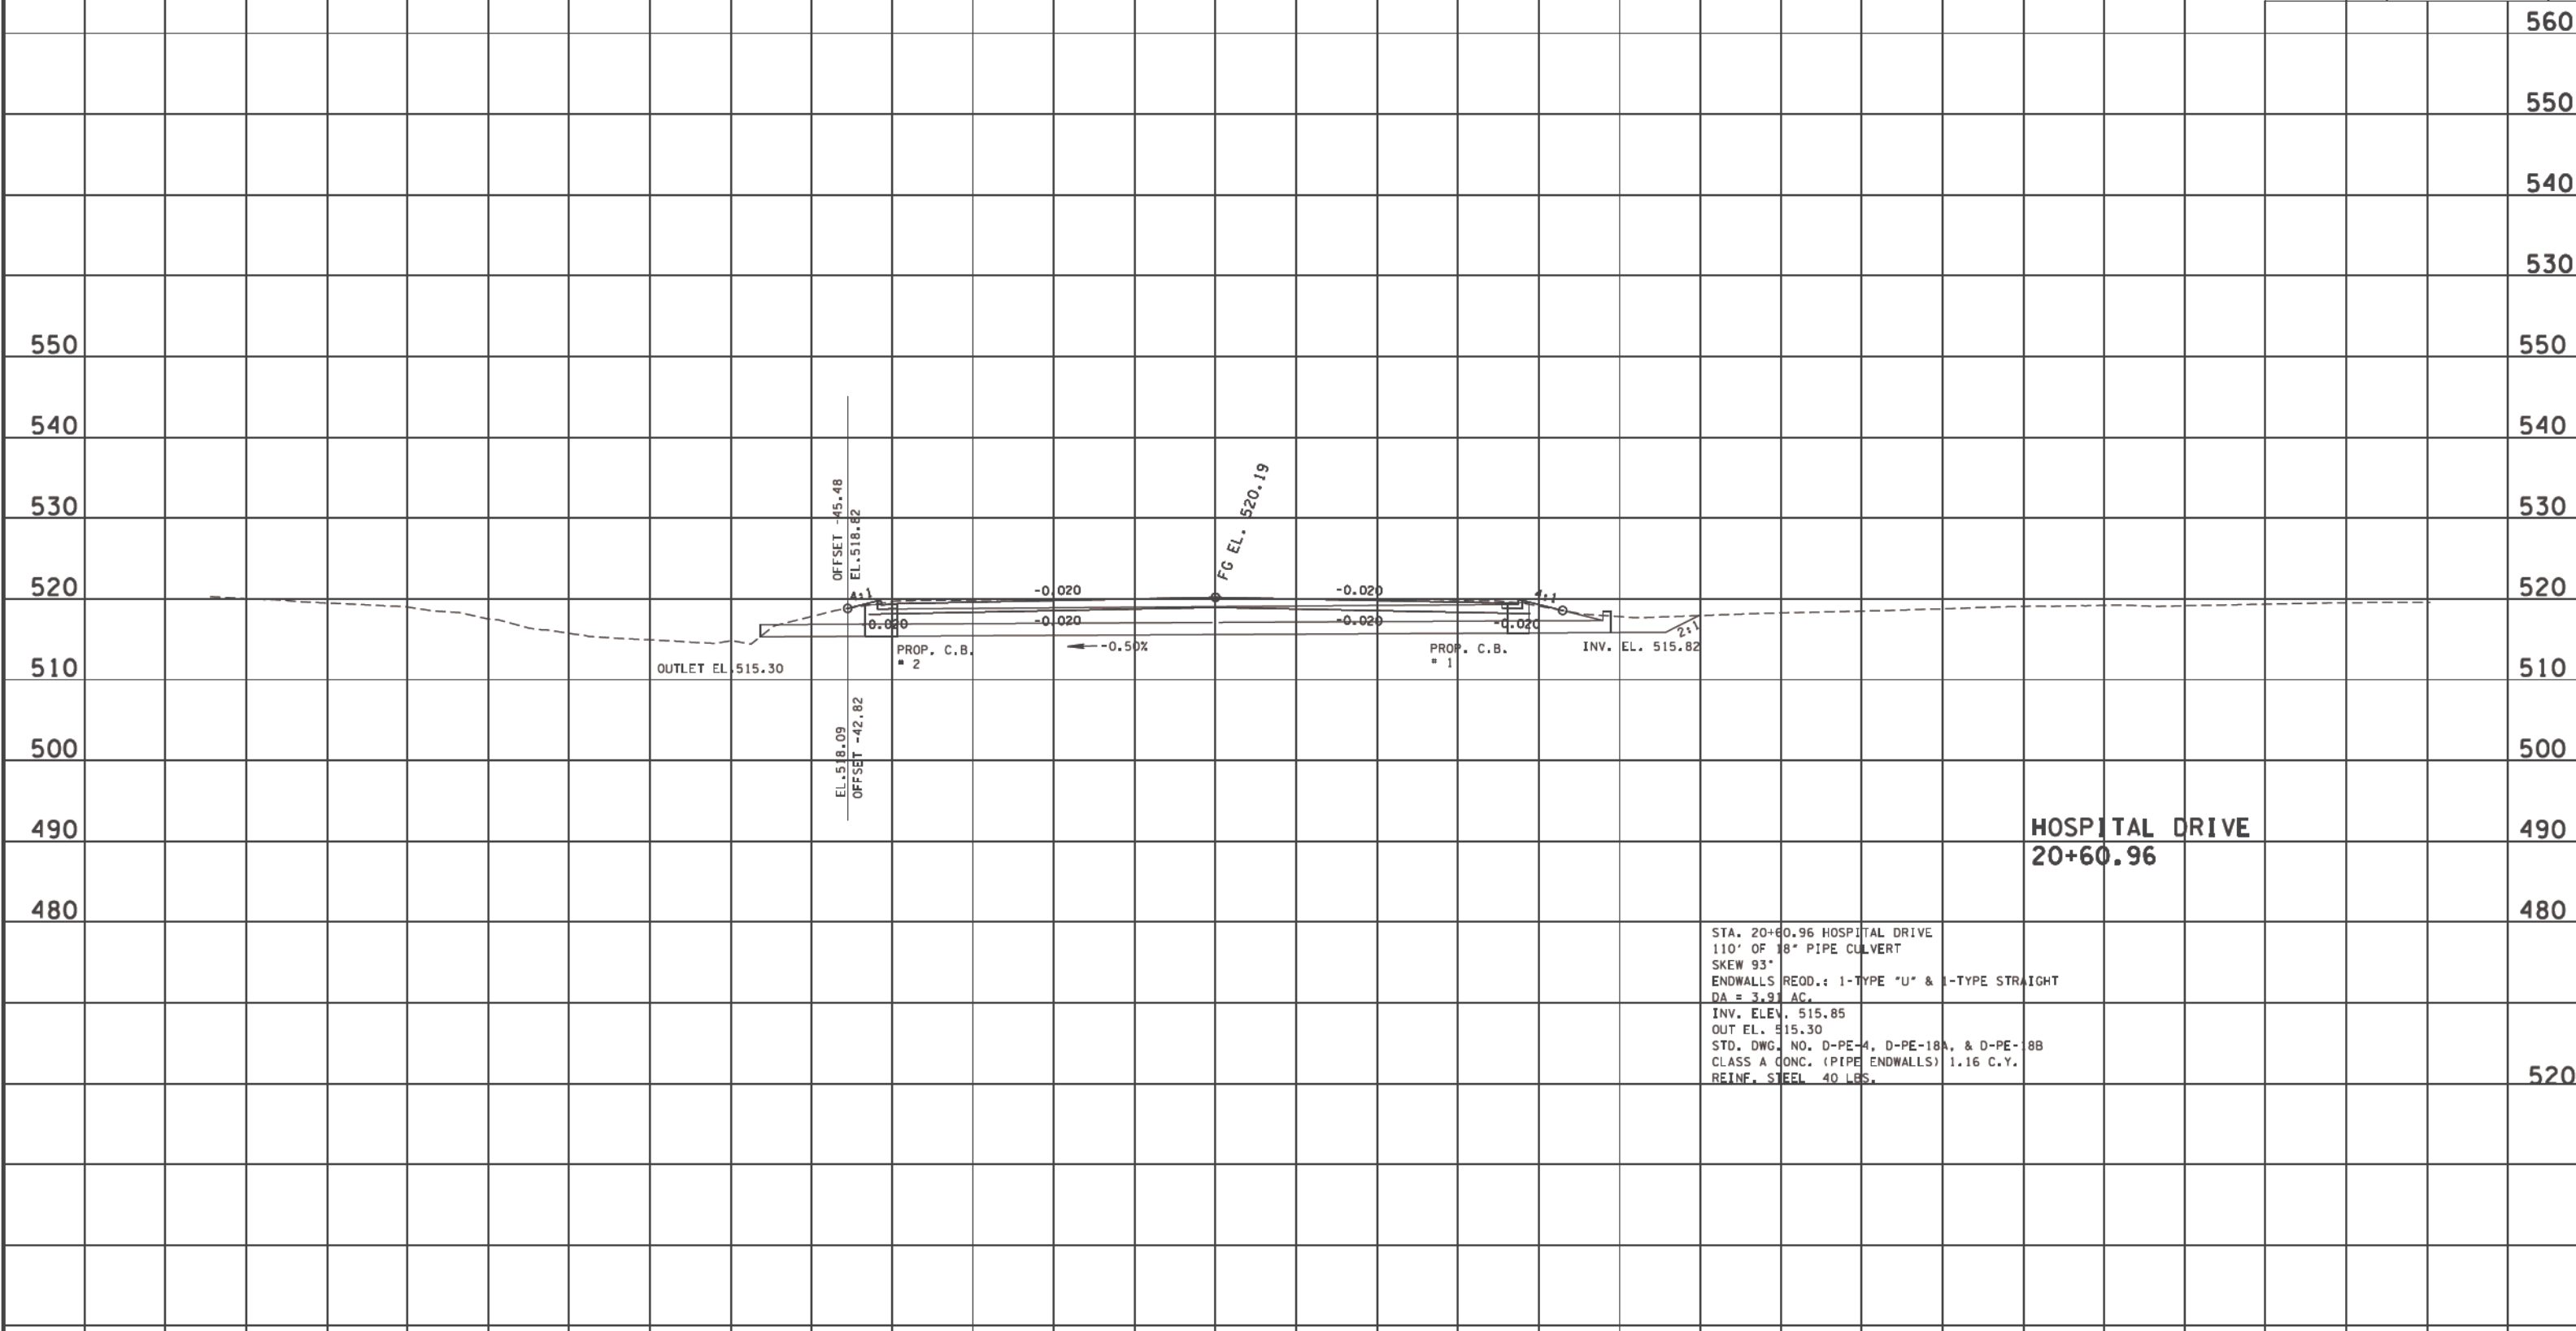 560
550
540
530
550 550
540 540
530 530
OFFSET -45.48
EL.518.82
FG EL. 520.19
520 520
4:1 -0.020 -0.020 4:1
-0.020 -0.020 -0.020 -0.020
2:1
PROP. C.B.
# 2
-0.50%
PROP. C.B.
# 1
INV. EL. 515.82
OUTLET EL.515.30
510 510
EL.518.09
OFFSET -42.82
500 500
490 490
HOSPITAL DRIVE
20+60.96
480 480
STA. 20+60.96 HOSPITAL DRIVE
110' OF 18" PIPE CULVERT
SKEW 93°
ENDWALLS REQD.: 1-TYPE "U" & 1-TYPE STRAIGHT
DA = 3.91 AC.
INV. ELEV. 515.85
OUT EL. 515.30
STD. DWG. NO. D-PE-4, D-PE-18A, & D-PE-18B
CLASS A CONC. (PIPE ENDWALLS) 1.16 C.Y.
REINF. STEEL 40 LBS.
520